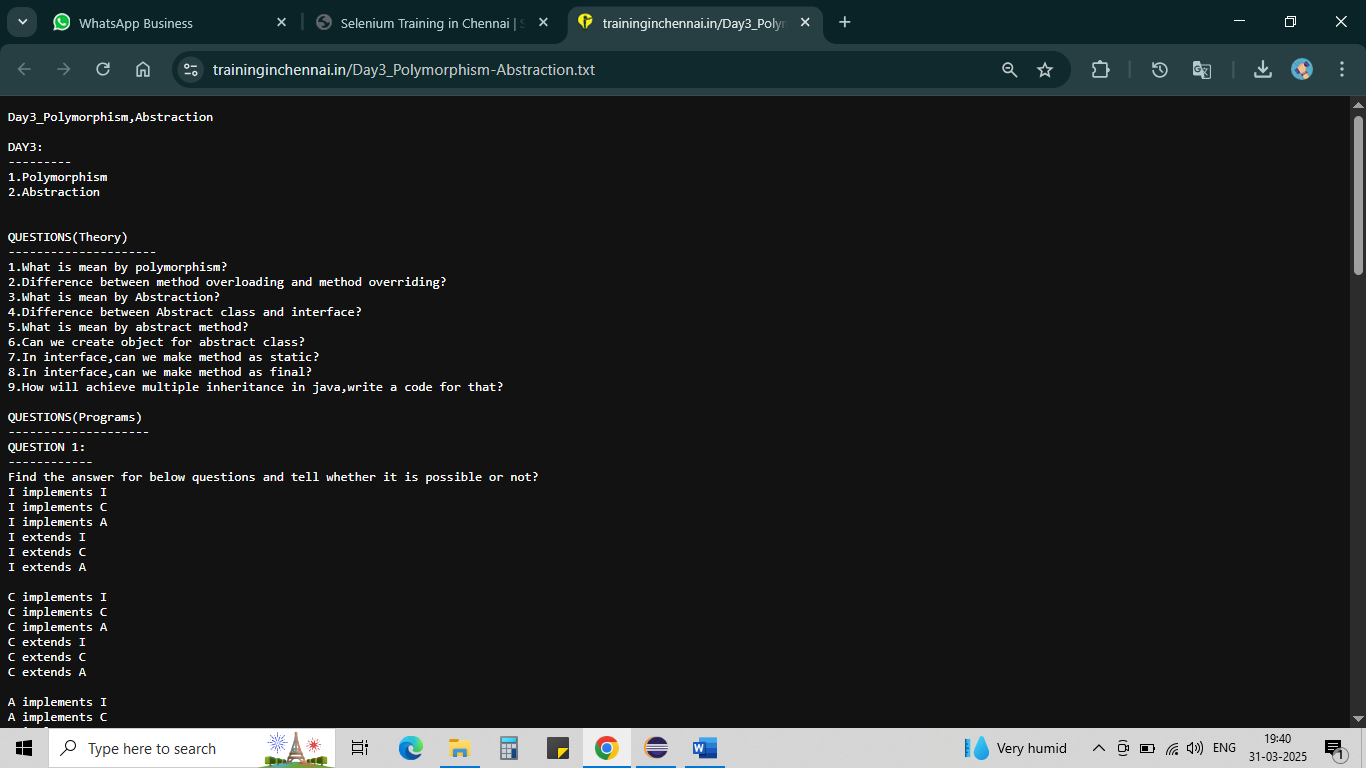 WhatsApp Business
Selenium Training in Chennai |
traininginchennai.in/Day3_Poly
traininginchennai.in/Day3_Polymorphism-Abstraction.txt
Day3_Polymorphism,Abstraction
DAY3:
---------
1.Polymorphism
2.Abstraction
QUESTIONS(Theory)
---------------------
1.What is mean by polymorphism?
2.Difference between method overloading and method overriding?
3.What is mean by Abstraction?
4.Difference between Abstract class and interface?
5.What is mean by abstract method?
6.Can we create object for abstract class?
7.In interface,can we make method as static?
8.In interface,can we make method as final?
9.How will achieve multiple inheritance in java,write a code for that?
QUESTIONS(Programs)
--------------------
QUESTION 1:
------------
Find the answer for below questions and tell whether it is possible or not?
I implements I
I implements C
I implements A
I extends I
I extends C
I extends A
C implements I
C implements C
C implements A
C extends I
C extends C
C extends A
A implements I
A implements C
Type here to search
Very humid
ENG
19:40
31-03-2025
1